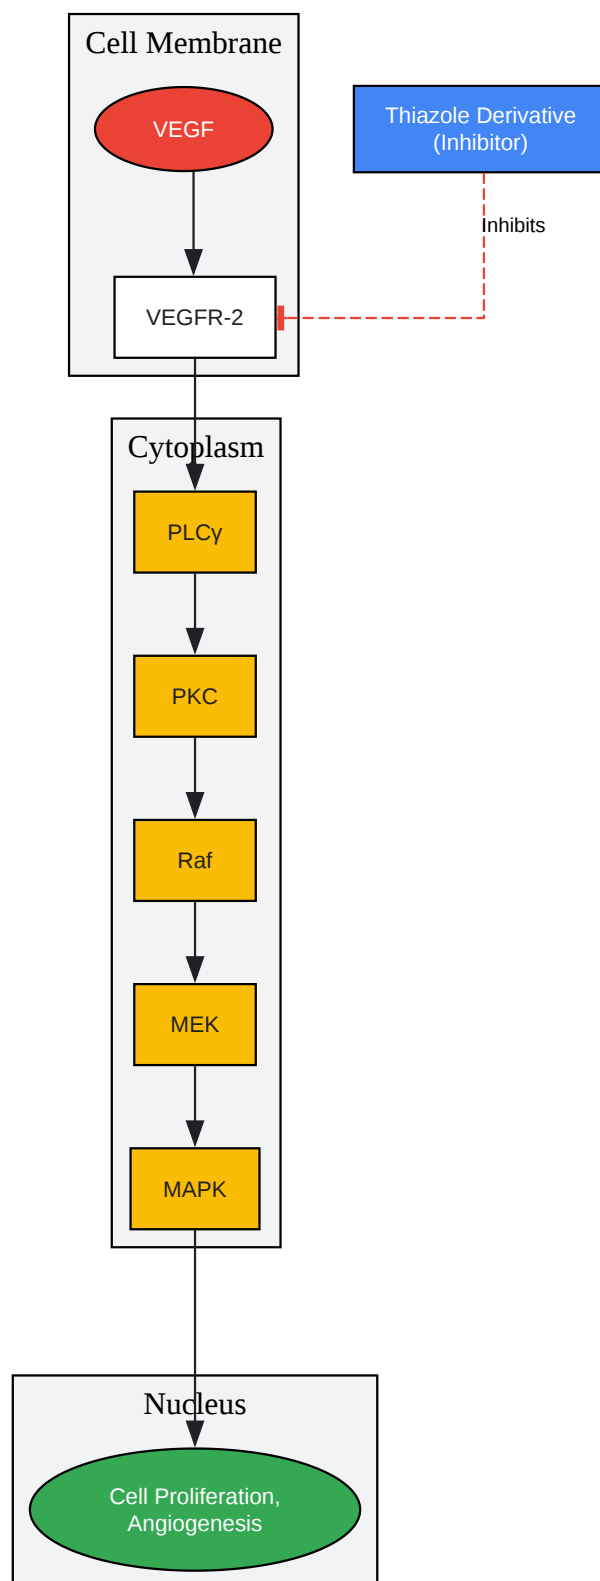 Cell Membrane
VEGF
Thiazole Derivative
(Inhibitor)
Inhibits
VEGFR-2
Cytoplasm
PLCγ
PKC
Raf
MEK
MAPK
Nucleus
Cell Proliferation,
Angiogenesis